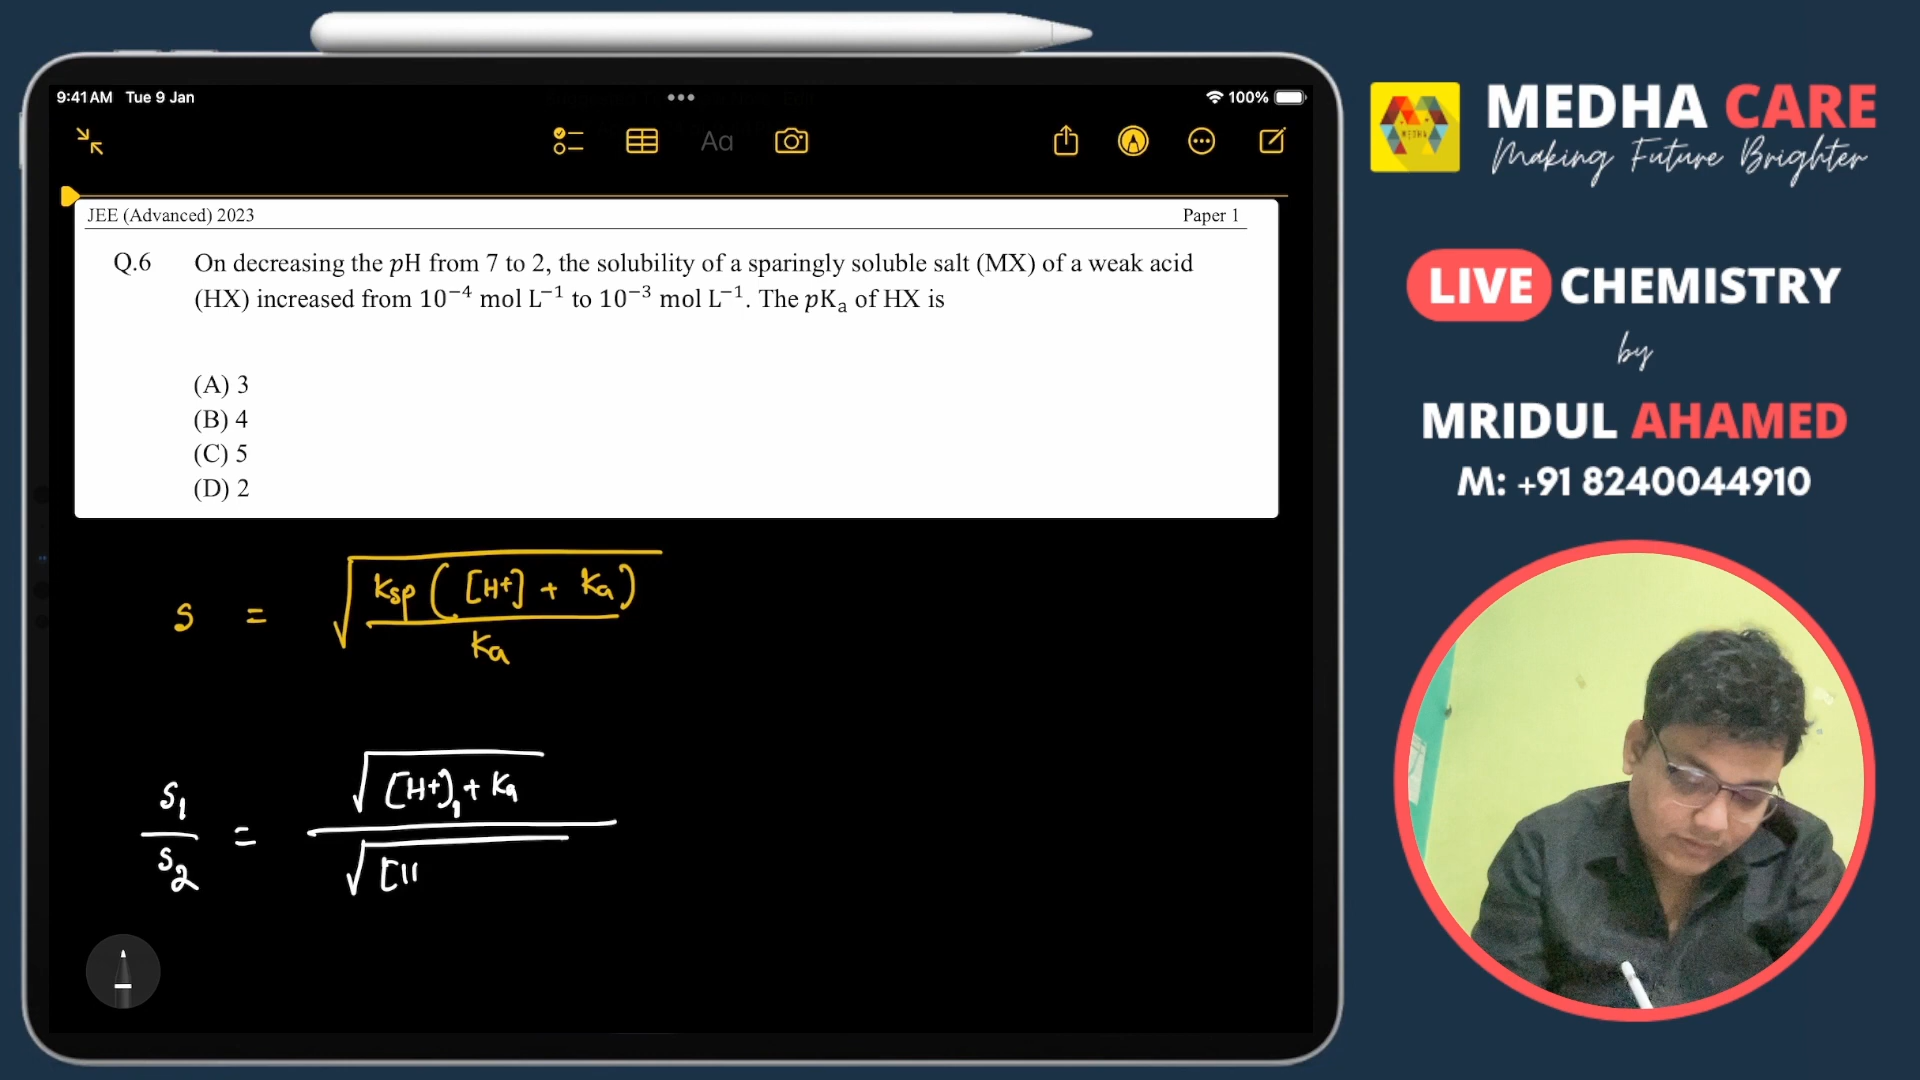 9:41 AM Tue 9 Jan
100%
Aa
JEE (Advanced) 2023
Paper 1
Q.6 On decreasing the pH from 7 to 2, the solubility of a sparingly soluble salt (MX) of a weak acid
(HX) increased from 10⁻⁴ mol L⁻¹ to 10⁻³ mol L⁻¹. The pKₐ of HX is
(A) 3
(B) 4
(C) 5
(D) 2
s = √(Ksp([H+] + Ka) / Ka)
s1/s2 = √([H+]1 + Ka) / √([
MEDHA CARE
Making Future Brighter
MEDHA
LIVE CHEMISTRY
by
MRIDUL AHAMED
M: +91 8240044910